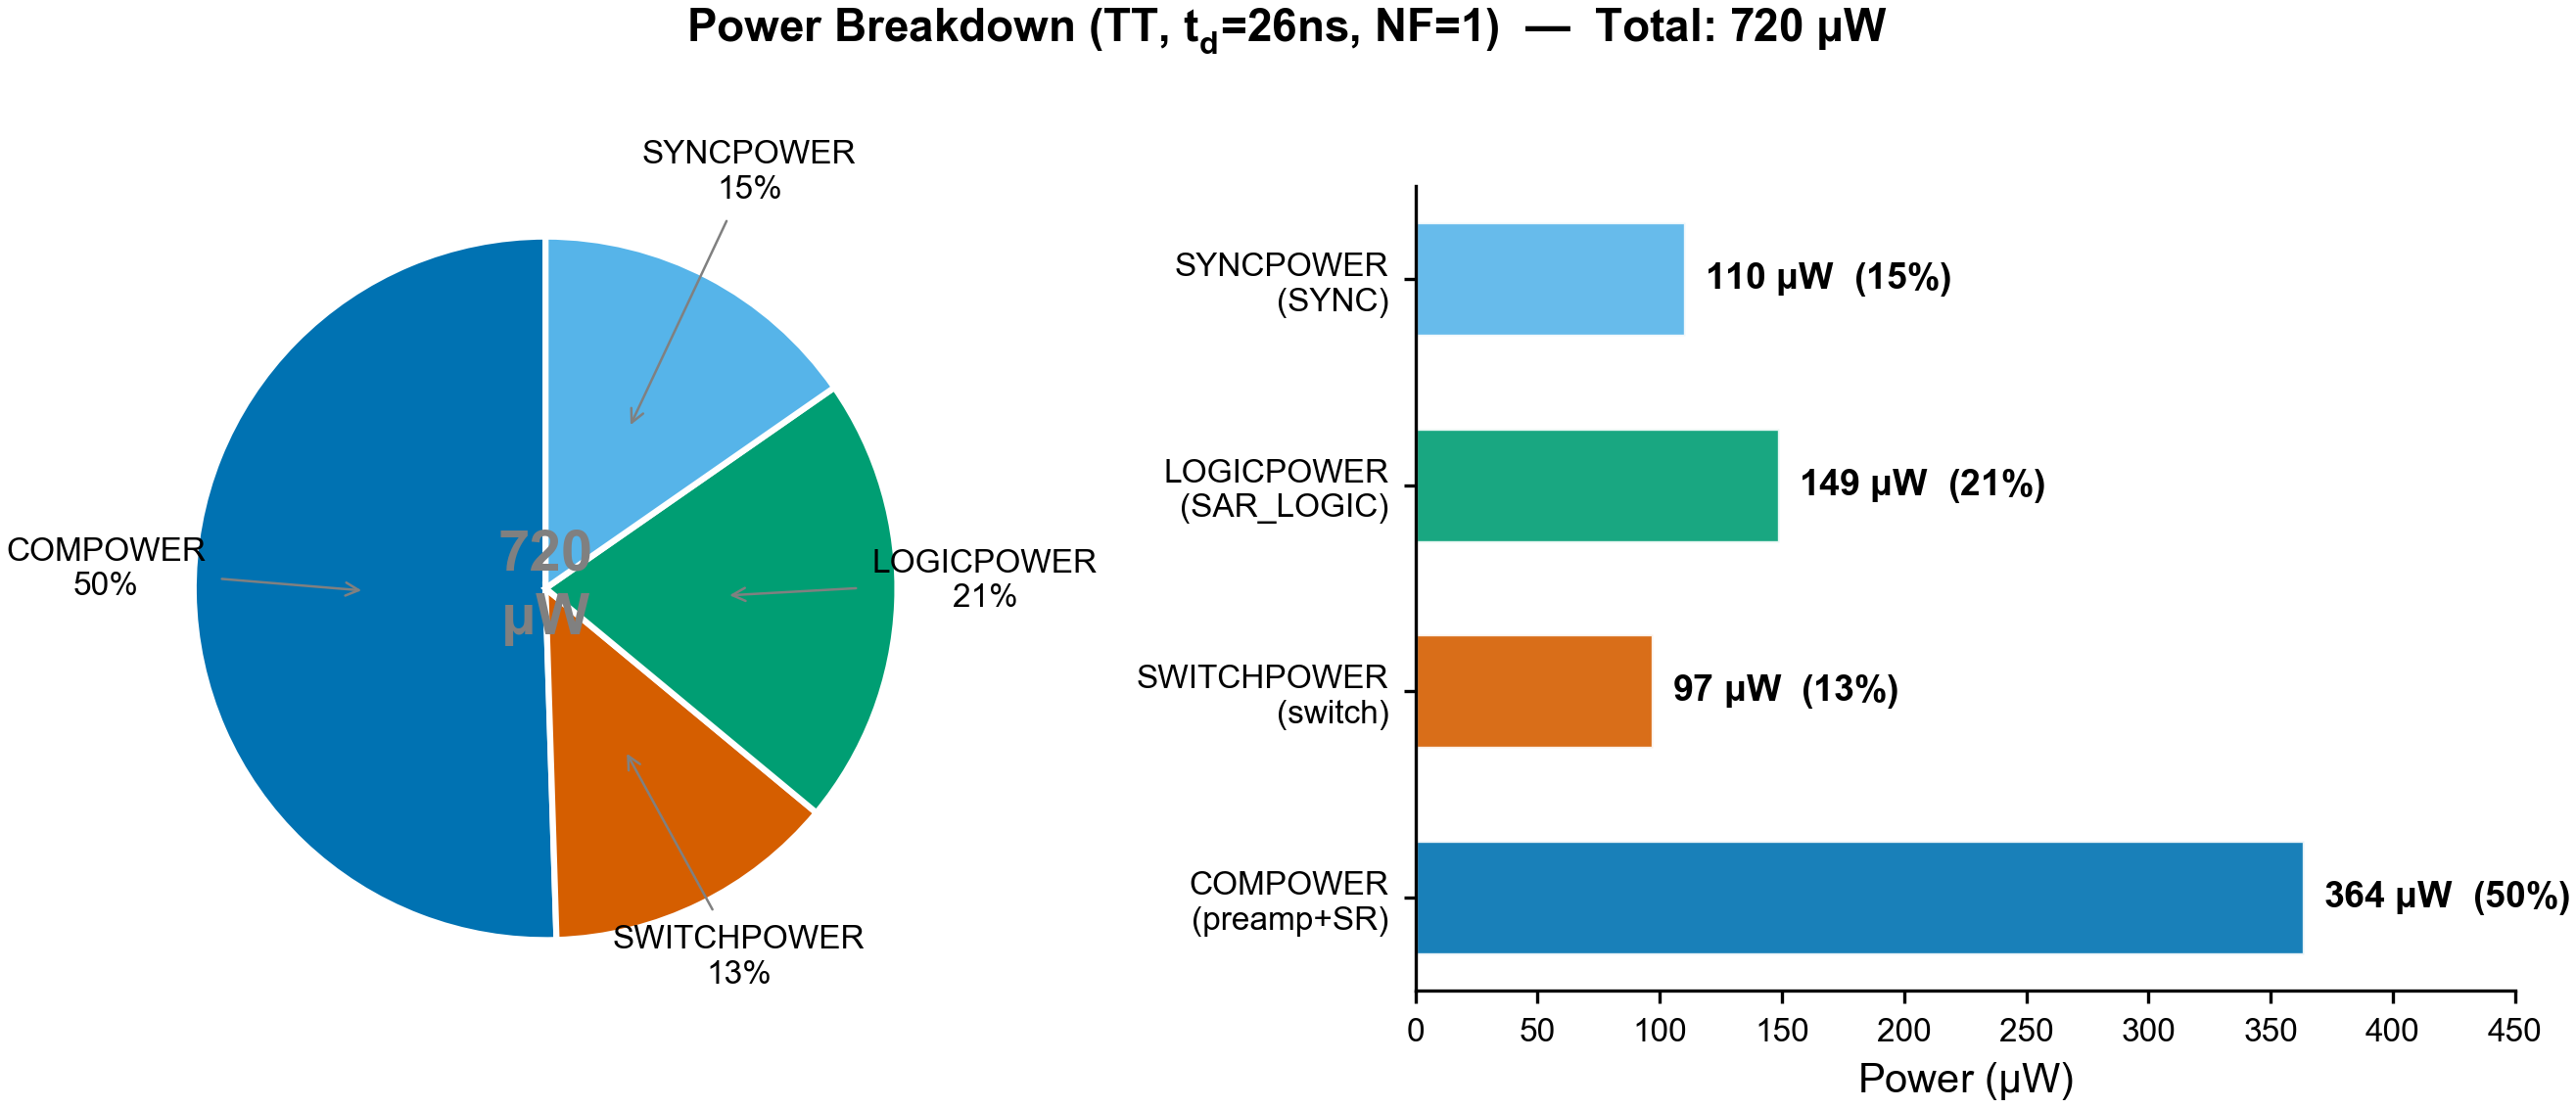 Power Breakdown (TT, td=26ns, NF=1) — Total: 720 µW
SYNCPOWER
15%
COMPOWER
50%
720
µW
LOGICPOWER
21%
SWITCHPOWER
13%
SYNCPOWER
(SYNC)
110 µW (15%)
LOGICPOWER
(SAR_LOGIC)
149 µW (21%)
SWITCHPOWER
(switch)
97 µW (13%)
COMPOWER
(preamp+SR)
364 µW (50%)
0 50 100 150 200 250 300 350 400 450
Power (µW)